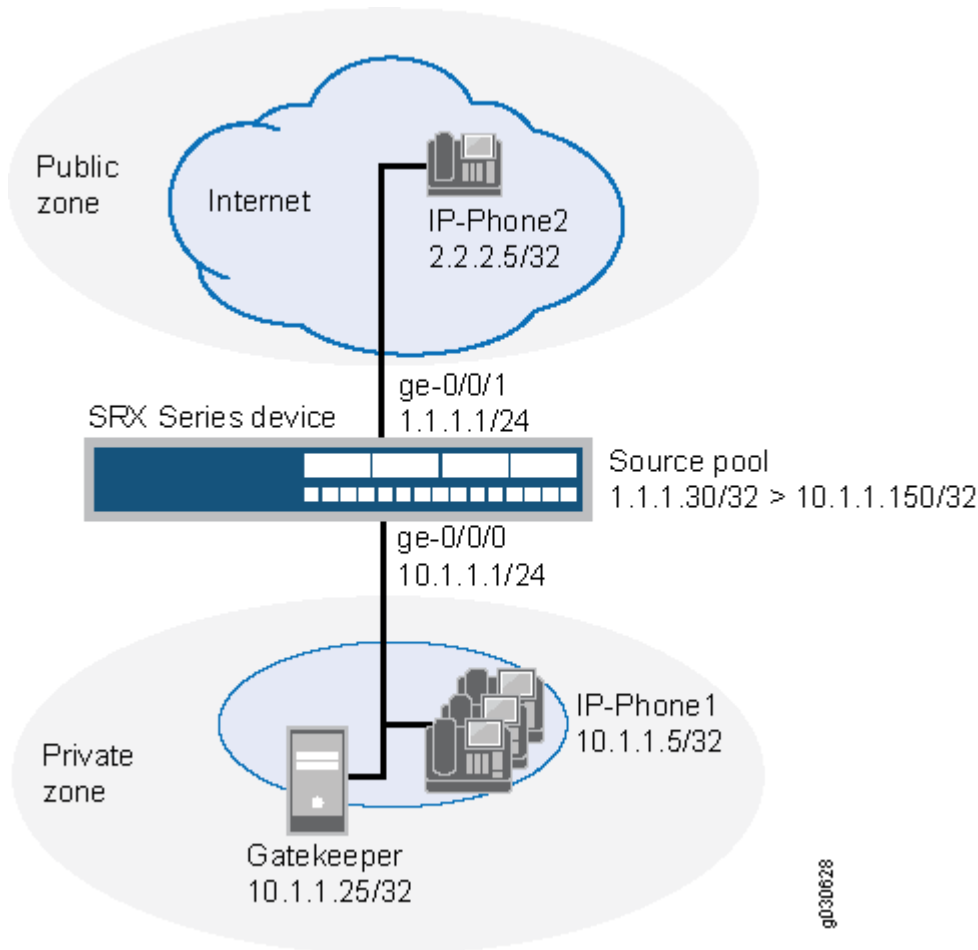 Public
zone
Internet
IP-Phone2
2.2.2.5/32
ge-0/0/1
1.1.1.1/24
SRX Series device
Source pool
1.1.1.30/32 > 10.1.1.150/32
ge-0/0/0
10.1.1.1/24
IP-Phone1
10.1.1.5/32
Private
zone
Gatekeeper
10.1.1.25/32
g030628